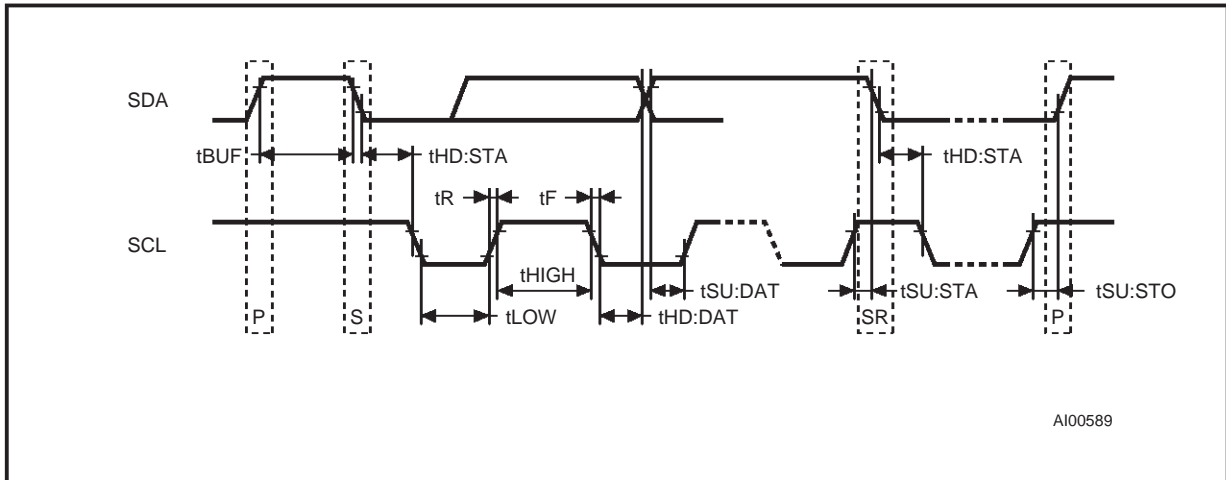 SDA
tBUF
tHD:STA
tHD:STA
tR
tF
SCL
tHIGH
tSU:DAT
tSU:STA
tSU:STO
P
S
tLOW
tHD:DAT
SR
P
AI00589